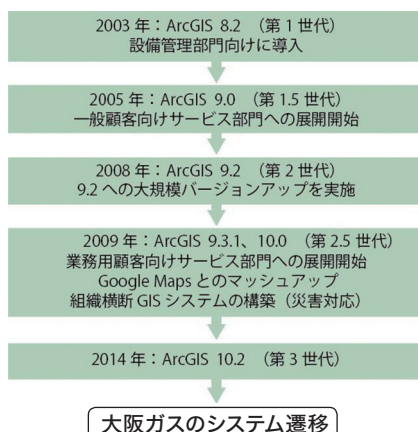 2003 年：ArcGIS 8.2 （第 1 世代）
設備管理部門向けに導入
2005 年：ArcGIS 9.0 （第 1.5 世代）
一般顧客向けサービス部門への展開開始
2008 年：ArcGIS 9.2 （第 2 世代）
9.2 への大規模バージョンアップを実施
2009 年：ArcGIS 9.3.1、10.0 （第 2.5 世代）
業務用顧客向けサービス部門への展開開始
Google Maps とのマッシュアップ
組織横断 GIS システムの構築（災害対応）
2014 年：ArcGIS 10.2 （第 3 世代）
大阪ガスのシステム遷移